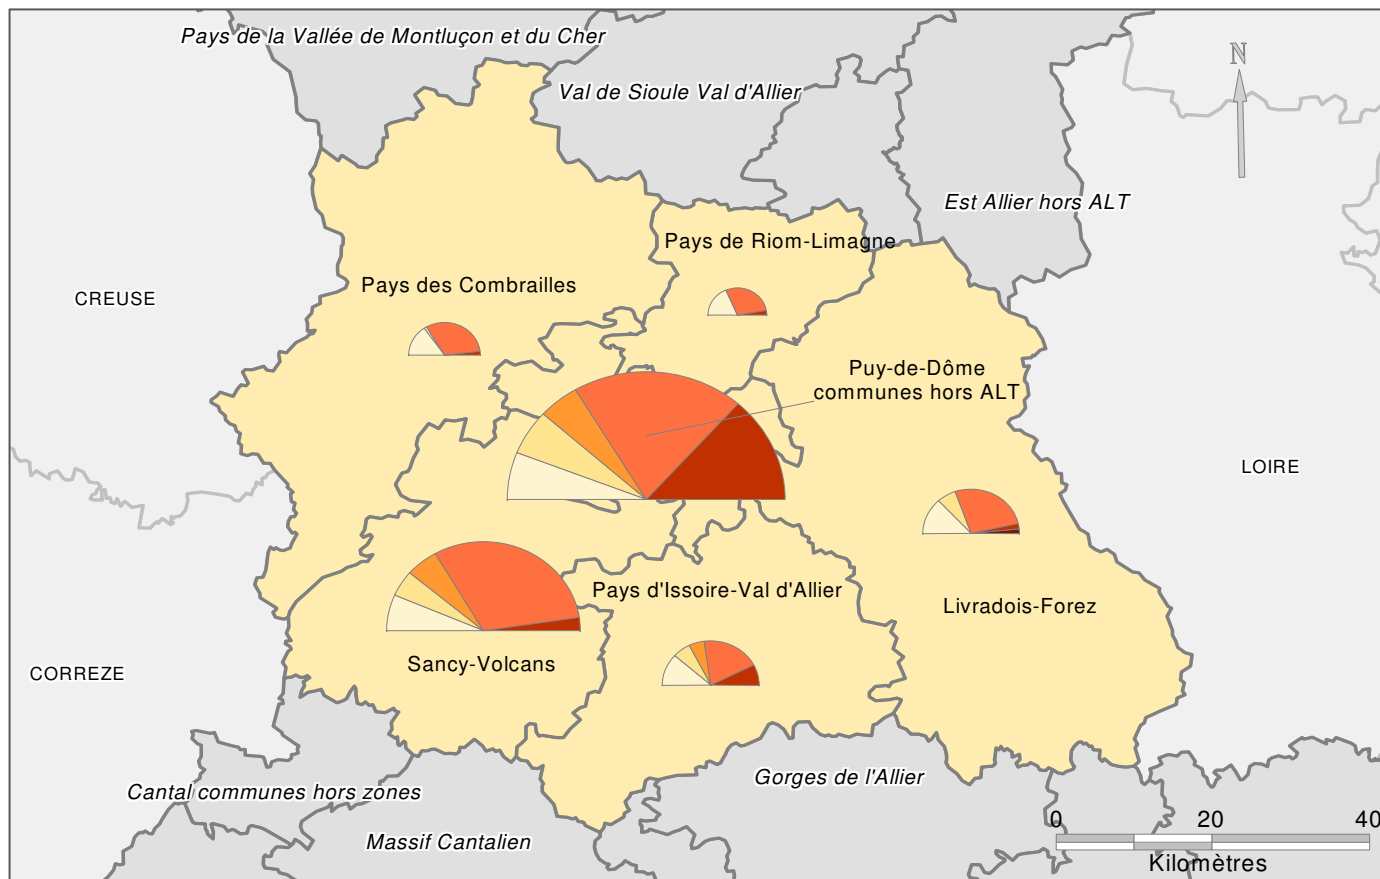 Pays de la Vallée de Montluçon et du Cher
N
Val de Sioule Val d'Allier
Est Allier hors ALT
Pays de Riom-Limagne
Pays des Combrailles
CREUSE
Puy-de-Dôme
communes hors ALT
LOIRE
Pays d'Issoire-Val d'Allier
Livradois-Forez
Sancy-Volcans
CORREZE
Gorges de l'Allier
Cantal communes hors zones
Massif Cantalien
0 20 40
Kilomètres